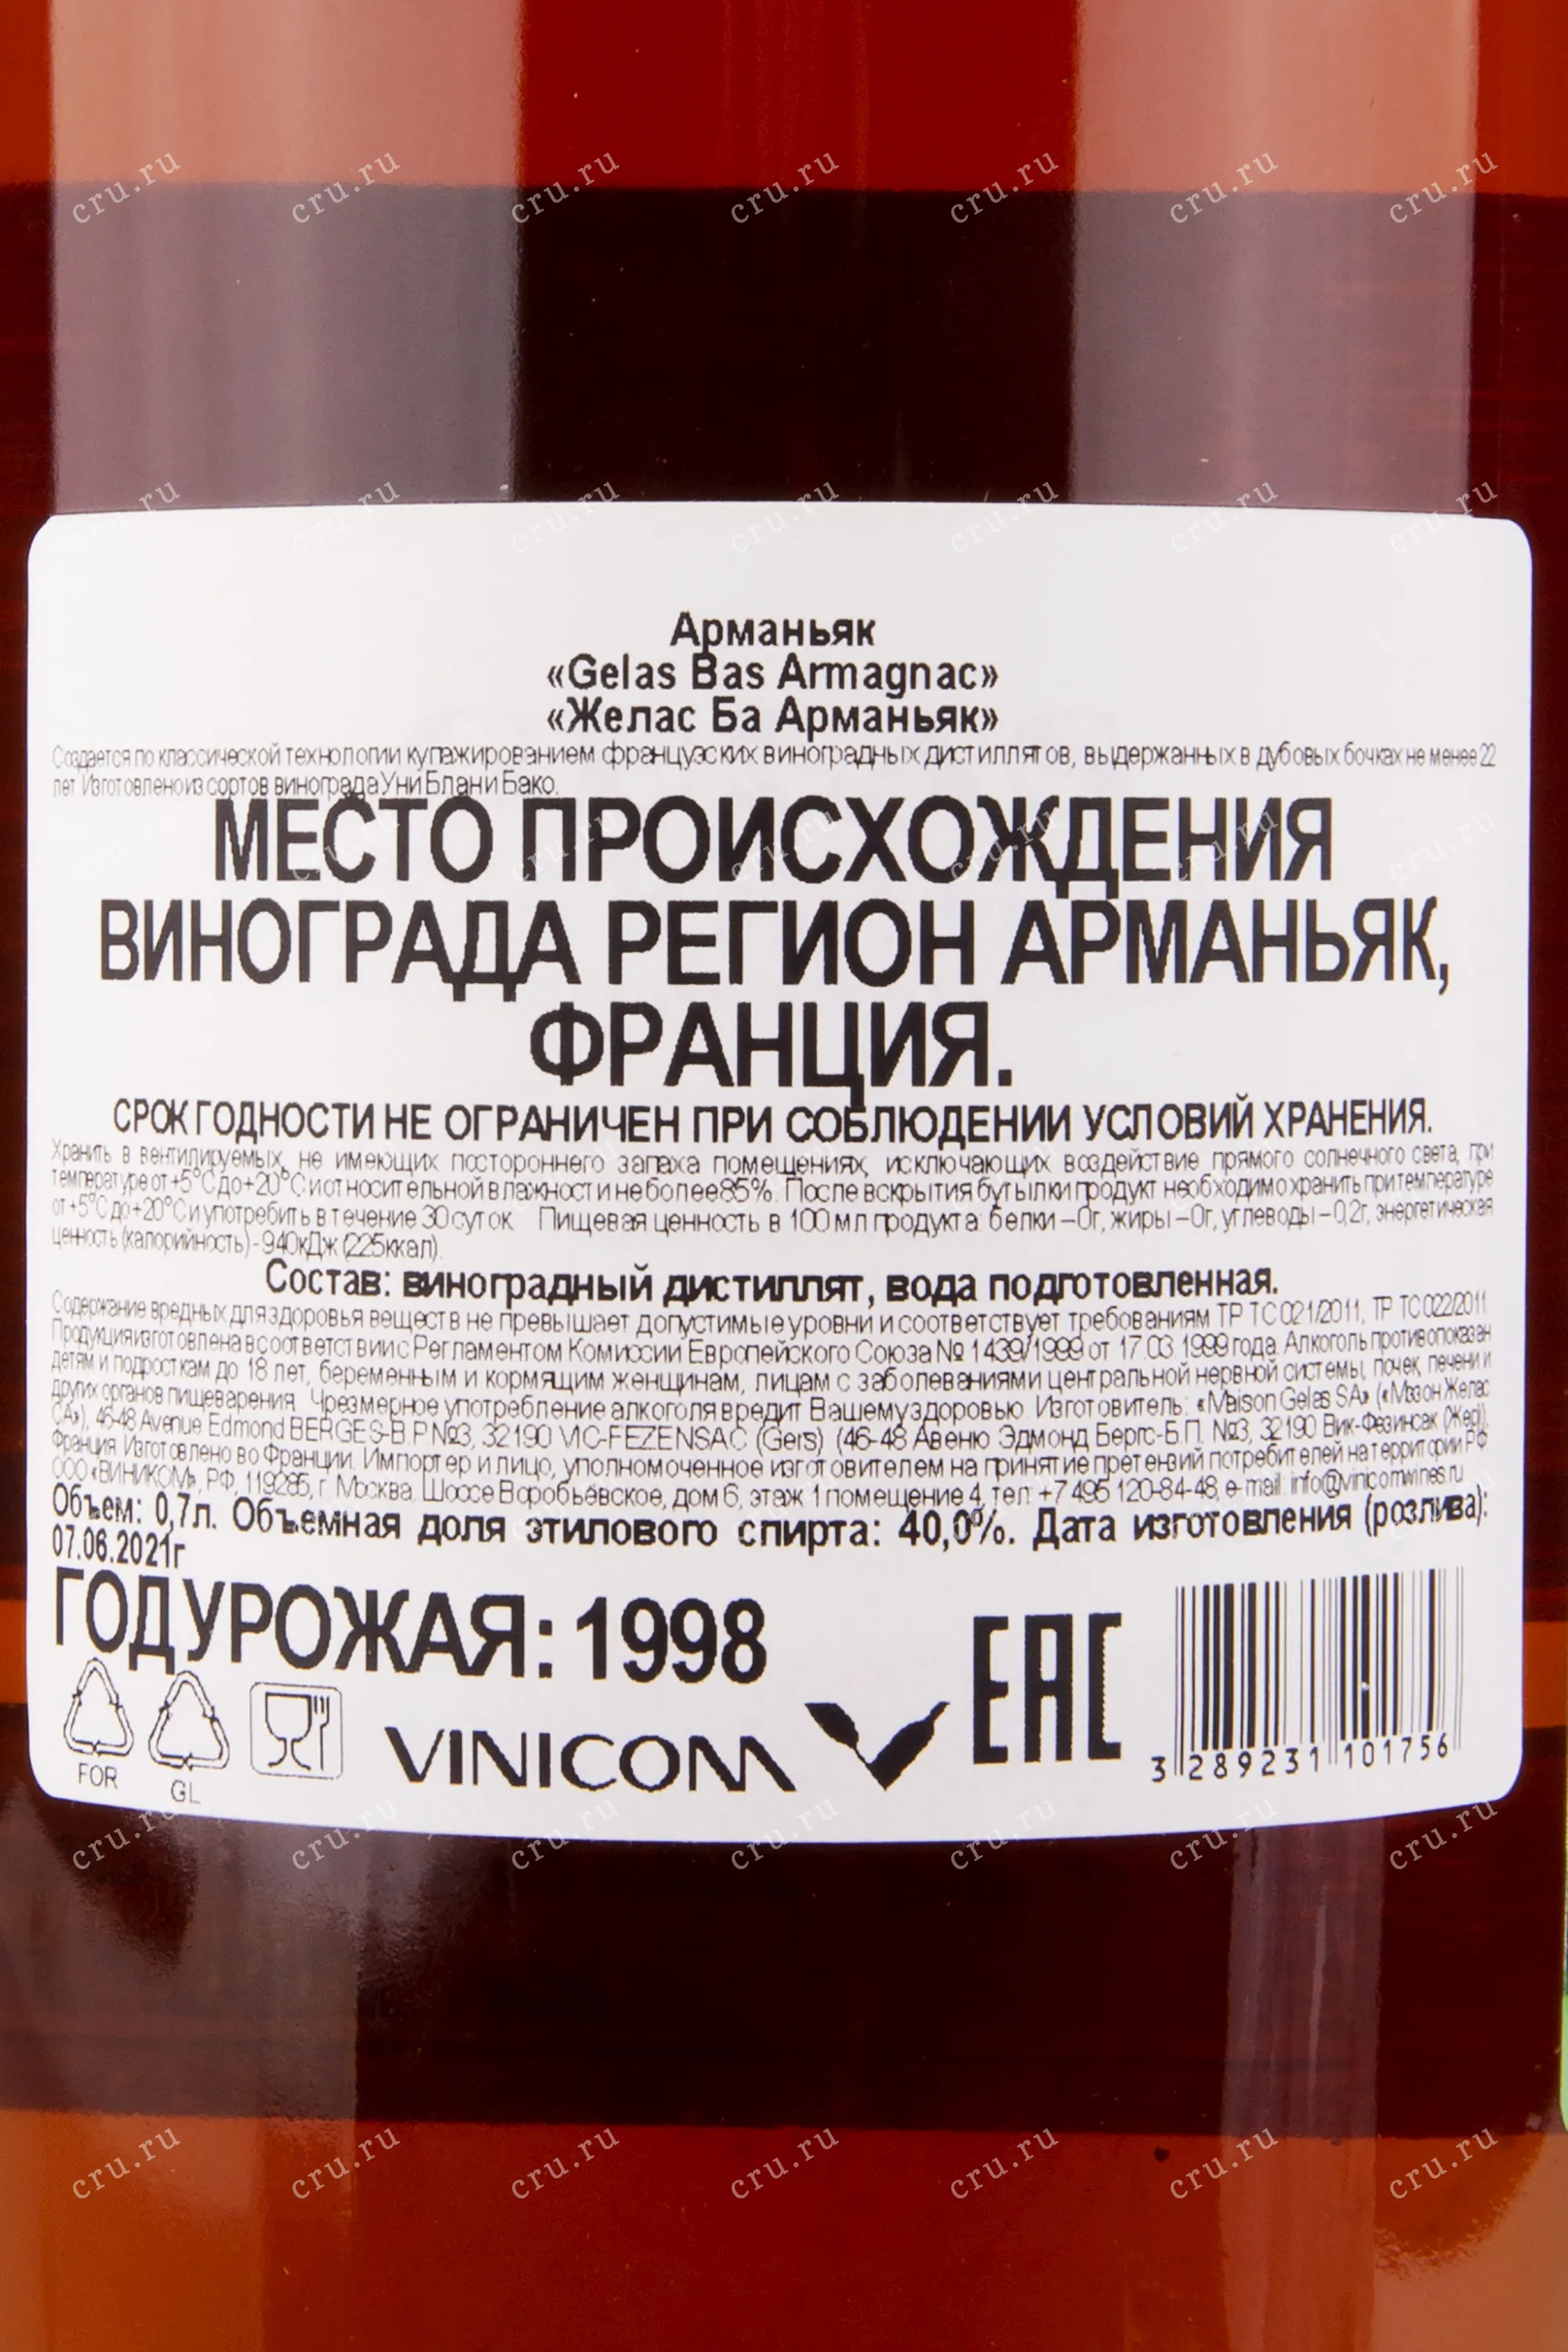 Арманьяк
«Gelas Bas Armagnac»
«Желас Ба Арманьяк»
Создается по классической технологии купажированием французских виноградных дистиллятов, выдержанных в дубовых бочках не менее 22
лет. Изготовлено из сортов винограда Уни Блан и Бако.
МЕСТО ПРОИСХОЖДЕНИЯ
ВИНОГРАДА РЕГИОН АРМАНЬЯК,
ФРАНЦИЯ.
СРОК ГОДНОСТИ НЕ ОГРАНИЧЕН ПРИ СОБЛЮДЕНИИ УСЛОВИЙ ХРАНЕНИЯ.
Хранить в вентилируемых, не имеющих постороннего запаха помещениях, исключающих воздействие прямого солнечного света, при
температуре от +5°С до +20°С и относительной влажности не более 85%. После вскрытия бутылки продукт необходимо хранить при температуре
от +5°С до +20°С и употребить в течение 30 суток. Пищевая ценность в 100 мл продукта: белки – 0г, жиры – 0г, углеводы – 0,2г, энергетическая
ценность (калорийность) - 940кДж (225ккал).
Состав: виноградный дистиллят, вода подготовленная.
Содержание вредных для здоровья веществ не превышает допустимые уровни и соответствует требованиям ТР ТС 021/2011, ТР ТС 022/2011.
Продукция изготовлена в соответствии с Регламентом Комиссии Европейского Союза № 1439/1999 от 17.03.1999 года. Алкоголь противопоказан
детям и подросткам до 18 лет, беременным и кормящим женщинам, лицам с заболеваниями центральной нервной системы, почек, печени и
других органов пищеварения. Чрезмерное употребление алкоголя вредит Вашему здоровью. Изготовитель: «Maison Gelas SA» («Мэзон Желас
СА»), 46-48 Avenue Edmond BERGES-B.P №3, 32190 VIC-FEZENSAC (Gers) (46-48 Авеню Эдмонд Бергс-Б.П. №3, 32190 Вик-Фезинсак (Жер)),
Франция. Изготовлено во Франции. Импортер и лицо, уполномоченное изготовителем на принятие претензий потребителей на территории РФ:
ООО «ВИНИКОМ», РФ, 119285, г. Москва, Шоссе Воробьёвское, дом 6, этаж 1 помещение 4, тел: +7 495 120-84-48, e-mail: info@vinicomwines.ru
Объем: 0,7л. Объемная доля этилового спирта: 40,0%. Дата изготовления (розлива):
07.06.2021г
ГОД УРОЖАЯ: 1998
FOR
GL
VINICOM
EAC
3 289231 101756
cru.ru